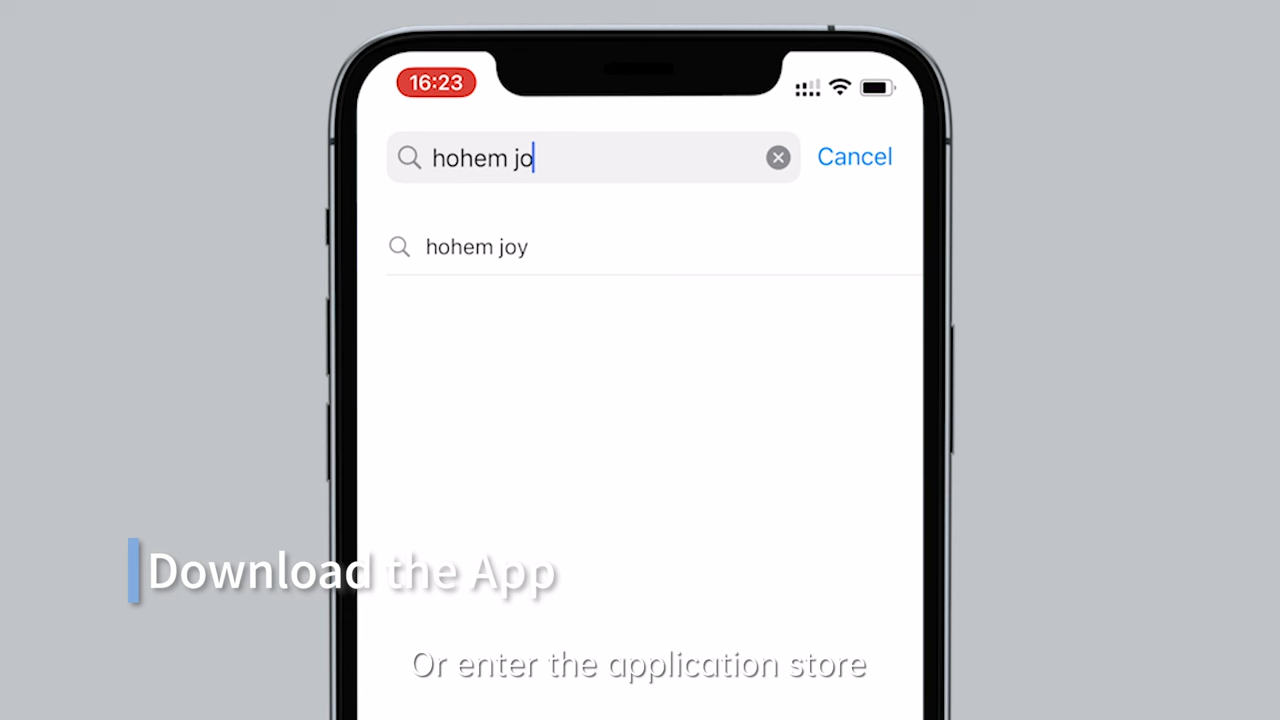 16:23
hohem jo
Cancel
hohem joy
Download the App
Or enter the application store